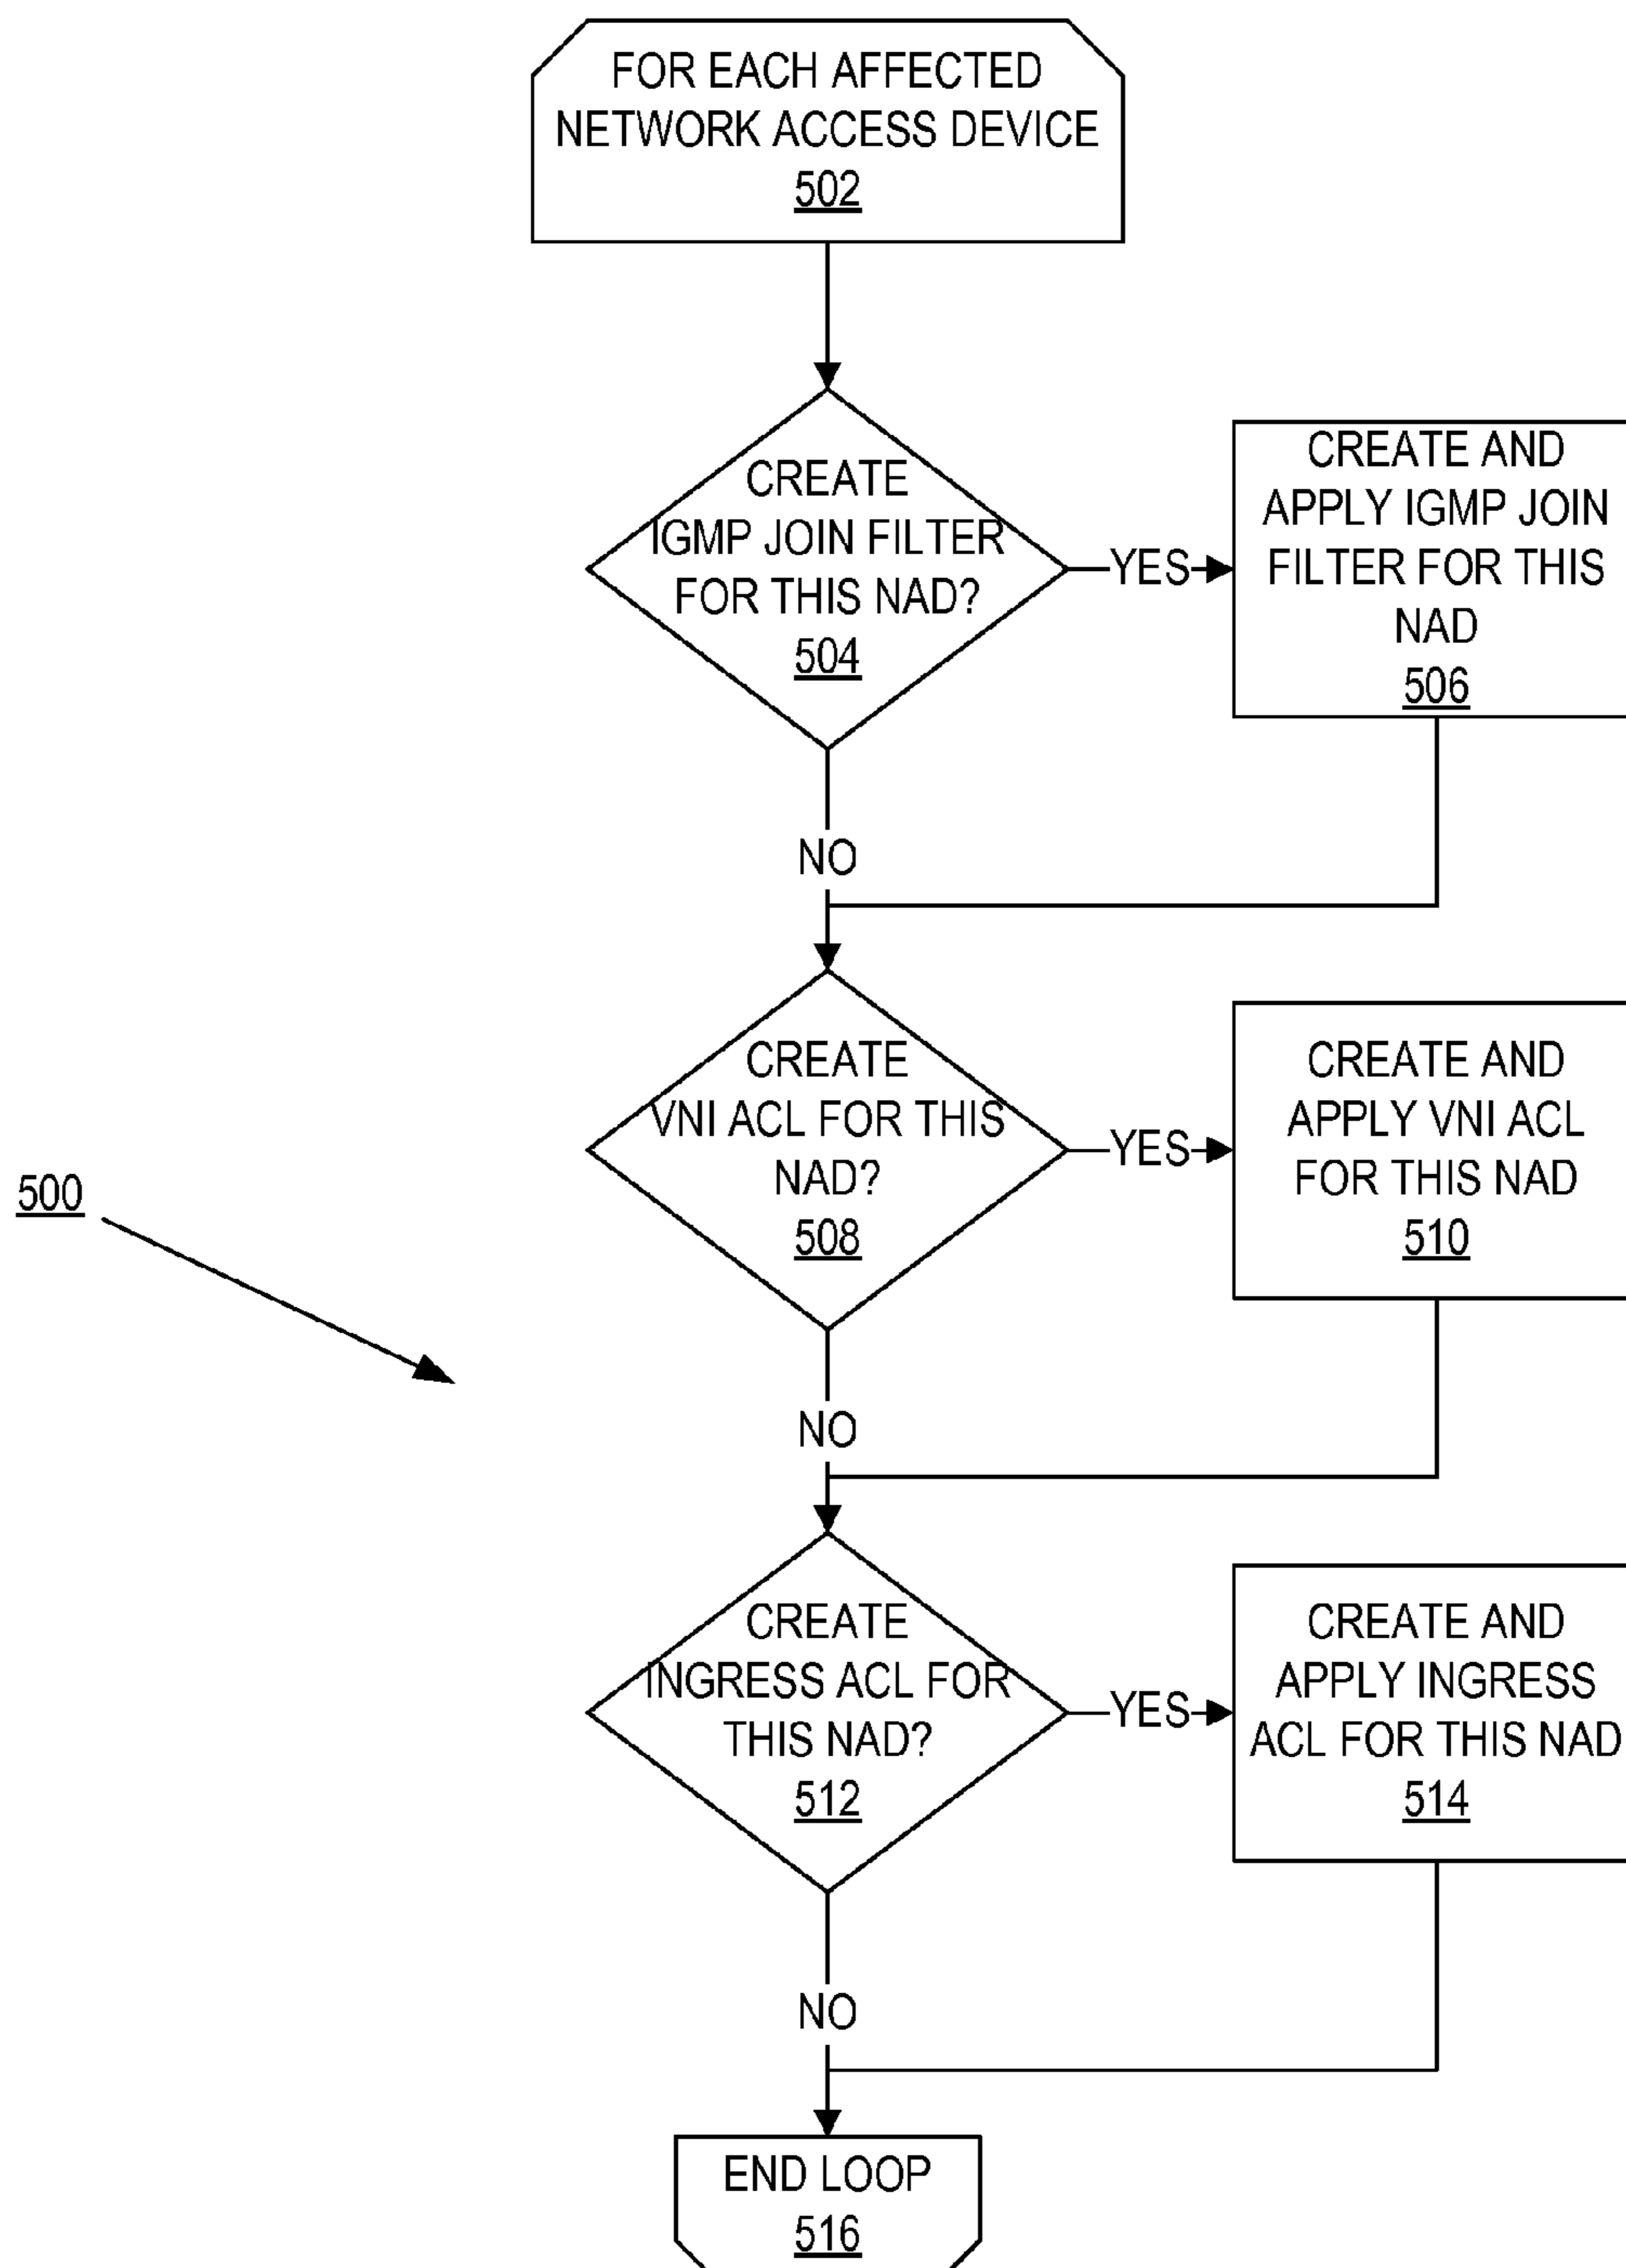 FOR EACH AFFECTED
NETWORK ACCESS DEVICE
502
CREATE
IGMP JOIN FILTER
FOR THIS NAD?
504
YES
CREATE AND
APPLY IGMP JOIN
FILTER FOR THIS
NAD
506
NO
CREATE
VNI ACL FOR THIS
NAD?
508
YES
CREATE AND
APPLY VNI ACL
FOR THIS NAD
510
500
NO
CREATE
INGRESS ACL FOR
THIS NAD?
512
YES
CREATE AND
APPLY INGRESS
ACL FOR THIS NAD
514
NO
END LOOP
516